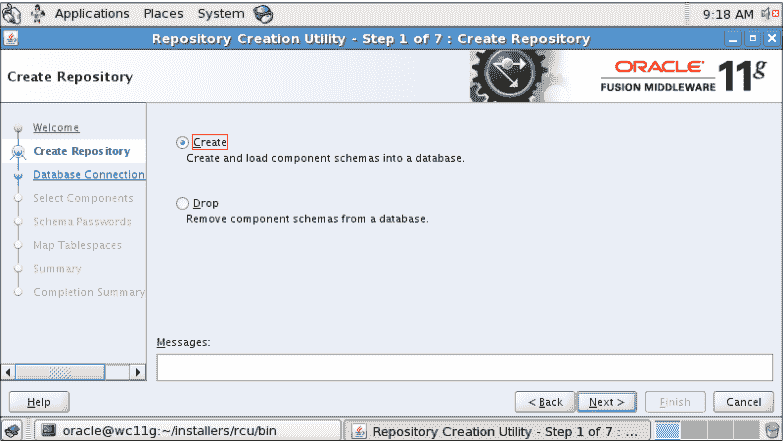 Applications Places System 9:18 AM
Repository Creation Utility - Step 1 of 7 : Create Repository
Create Repository
ORACLE
FUSION MIDDLEWARE 11g
Welcome
Create Repository
Database Connection
Select Components
Schema Passwords
Map Tablespaces
Summary
Completion Summary
Create
Create and load component schemas into a database.
Drop
Remove component schemas from a database.
Messages:
Help < Back Next > Finish Cancel
oracle@wc11g:~/installers/rcu/bin Repository Creation Utility - Step 1 of 7 : ...